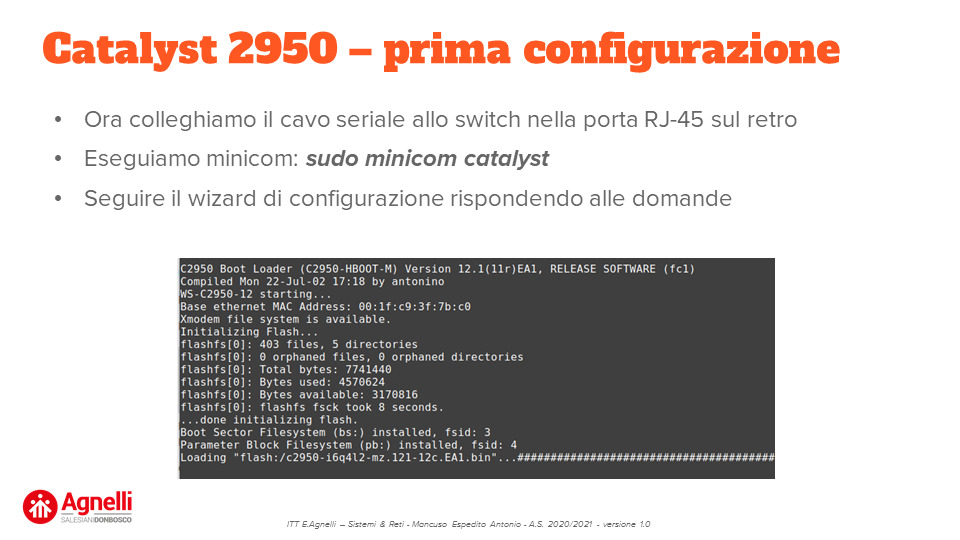 Catalyst 2950 – prima configurazione
• Ora colleghiamo il cavo seriale allo switch nella porta RJ-45 sul retro
• Eseguiamo minicom: sudo minicom catalyst
• Seguire il wizard di configurazione rispondendo alle domande
C2950 Boot Loader (C2950-HBOOT-M) Version 12.1(11r)EA1, RELEASE SOFTWARE (fc1)
Compiled Mon 22-Jul-02 17:18 by antonino
WS-C2950-12 starting...
Base ethernet MAC Address: 00:1f:c9:3f:7b:c0
Xmodem file system is available.
Initializing Flash...
flashfs[0]: 403 files, 5 directories
flashfs[0]: 0 orphaned files, 0 orphaned directories
flashfs[0]: Total bytes: 7741440
flashfs[0]: Bytes used: 4570624
flashfs[0]: Bytes available: 3170816
flashfs[0]: flashfs fsck took 8 seconds.
...done initializing flash.
Boot Sector Filesystem (bs:) installed, fsid: 3
Parameter Block Filesystem (pb:) installed, fsid: 4
Loading "flash:/c2950-i6q4l2-mz.121-12c.EA1.bin"...#######################################
Agnelli
SALESIANIDONBOSCO
ITT E.Agnelli – Sistemi & Reti - Mancuso Espedito Antonio - A.S. 2020/2021 - versione 1.0